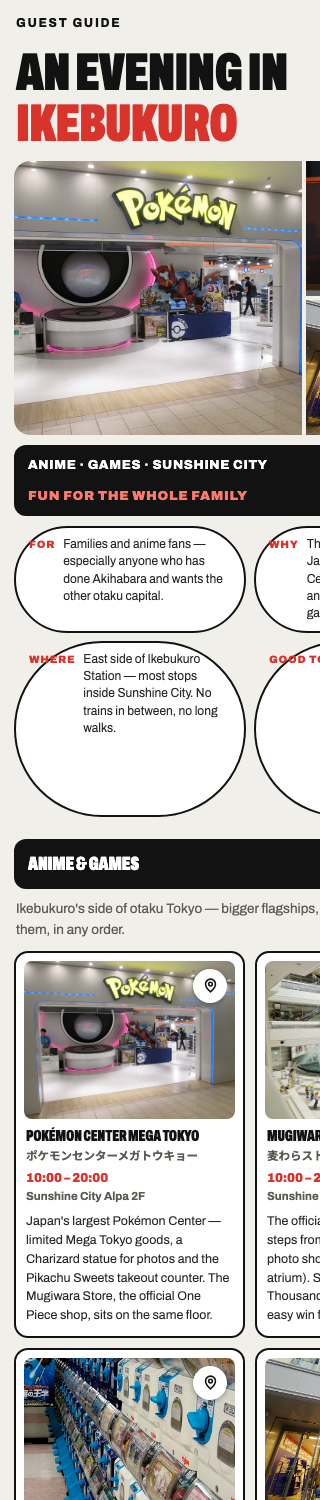 GUEST GUIDE
AN EVENING IN
IKEBUKURO
POKÉMON
ANIME · GAMES · SUNSHINE CITY
FUN FOR THE WHOLE FAMILY
FOR
Families and anime fans —
especially anyone who has
done Akihabara and wants the
other otaku capital.
WHY
WHERE
East side of Ikebukuro
Station — most stops
inside Sunshine City. No
trains in between, no long
walks.
GOOD
ANIME & GAMES
Ikebukuro's side of otaku Tokyo — bigger flagships,
them, in any order.
POKÉMON
POKÉMON CENTER MEGA TOKYO
ポケモンセンターメガトウキョー
10:00 – 20:00
Sunshine City Alpa 2F
Japan's largest Pokémon Center —
limited Mega Tokyo goods, a
Charizard statue for photos and the
Pikachu Sweets takeout counter. The
Mugiwara Store, the official One
Piece shop, sits on the same floor.
MUGIWAR
麦わらス
10:00 – 2
Sunshine
The officia
steps from
photo sho
atrium). S
Thousand
easy win f